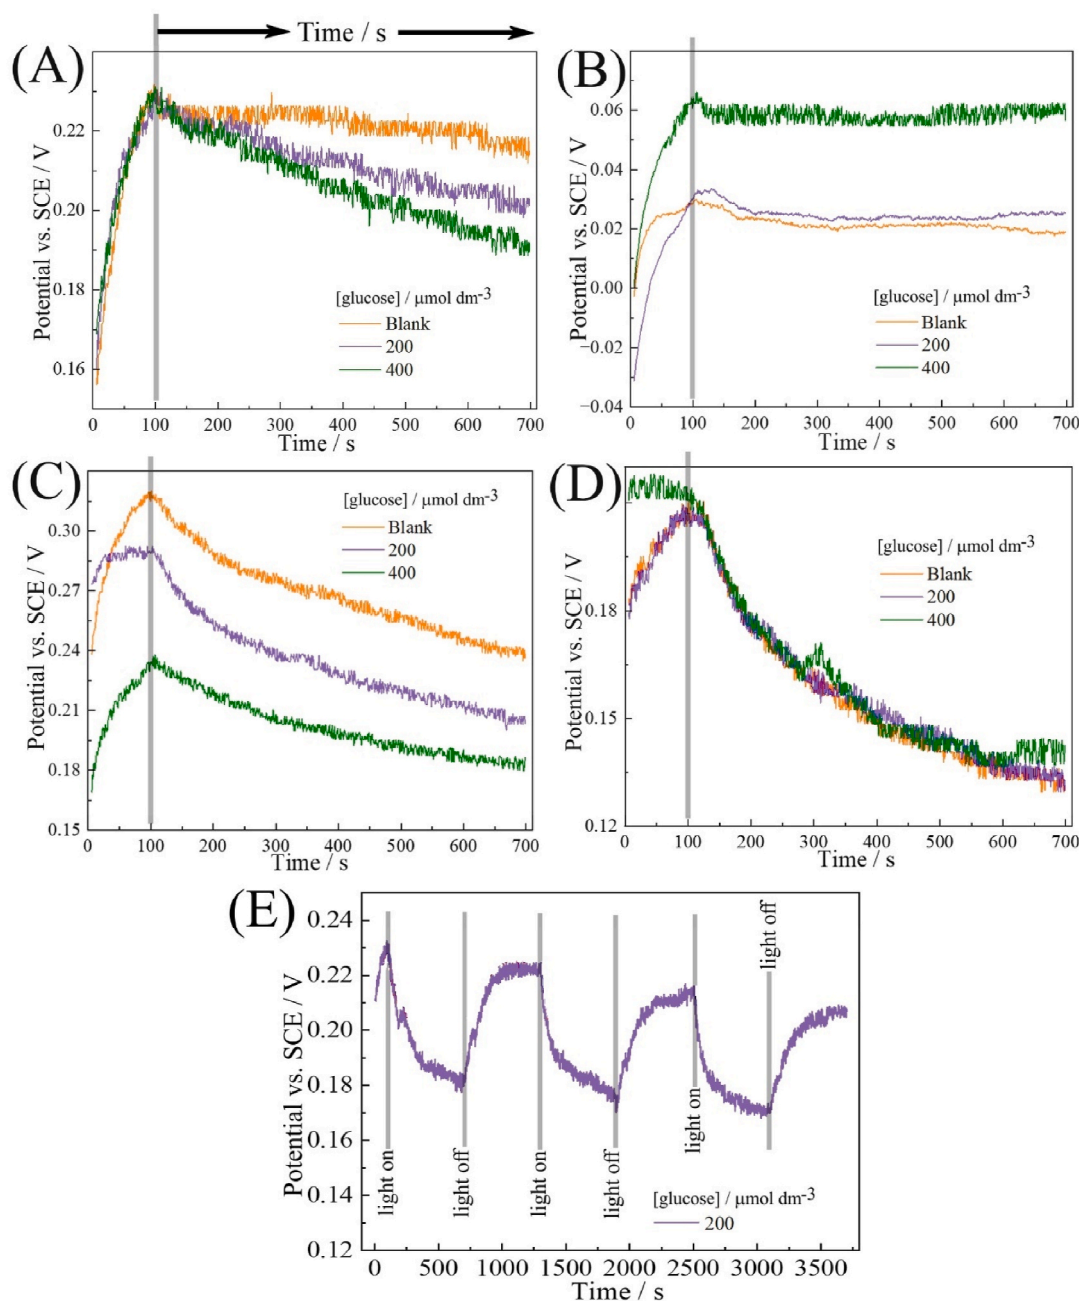 Time / s
(A)
Potential vs. SCE / V
0.22
0.20
0.18
0.16
[glucose] / μmol dm-3
Blank
200
400
0 100 200 300 400 500 600 700
Time / s
(B)
Potential vs. SCE / V
0.06
0.04
0.02
0.00
−0.02
−0.04
[glucose] / μmol dm-3
Blank
200
400
0 100 200 300 400 500 600 700
Time / s
(C)
Potential vs. SCE / V
0.30
0.27
0.24
0.21
0.18
0.15
[glucose] / μmol dm-3
Blank
200
400
0 100 200 300 400 500 600 700
Time / s
(D)
Potential vs. SCE / V
0.18
0.15
0.12
[glucose] / μmol dm-3
Blank
200
400
0 100 200 300 400 500 600 700
Time / s
(E)
Potential vs. SCE / V
0.24
0.22
0.20
0.18
0.16
0.14
0.12
light on
light off
light on
light off
light on
light off
[glucose] / μmol dm-3
200
0 500 1000 1500 2000 2500 3000 3500
Time / s